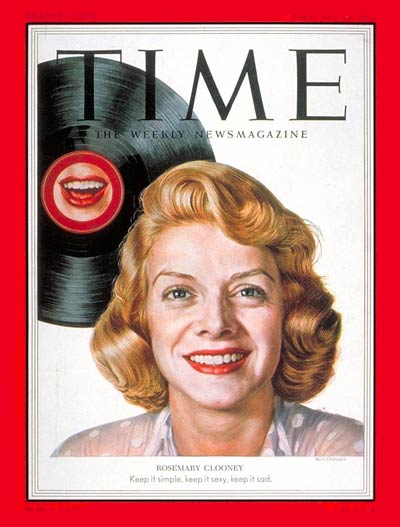 TIME
THE WEEKLY NEWSMAGAZINE
ROSEMARY CLOONEY
Keep it simple, keep it sexy, keep it sad.